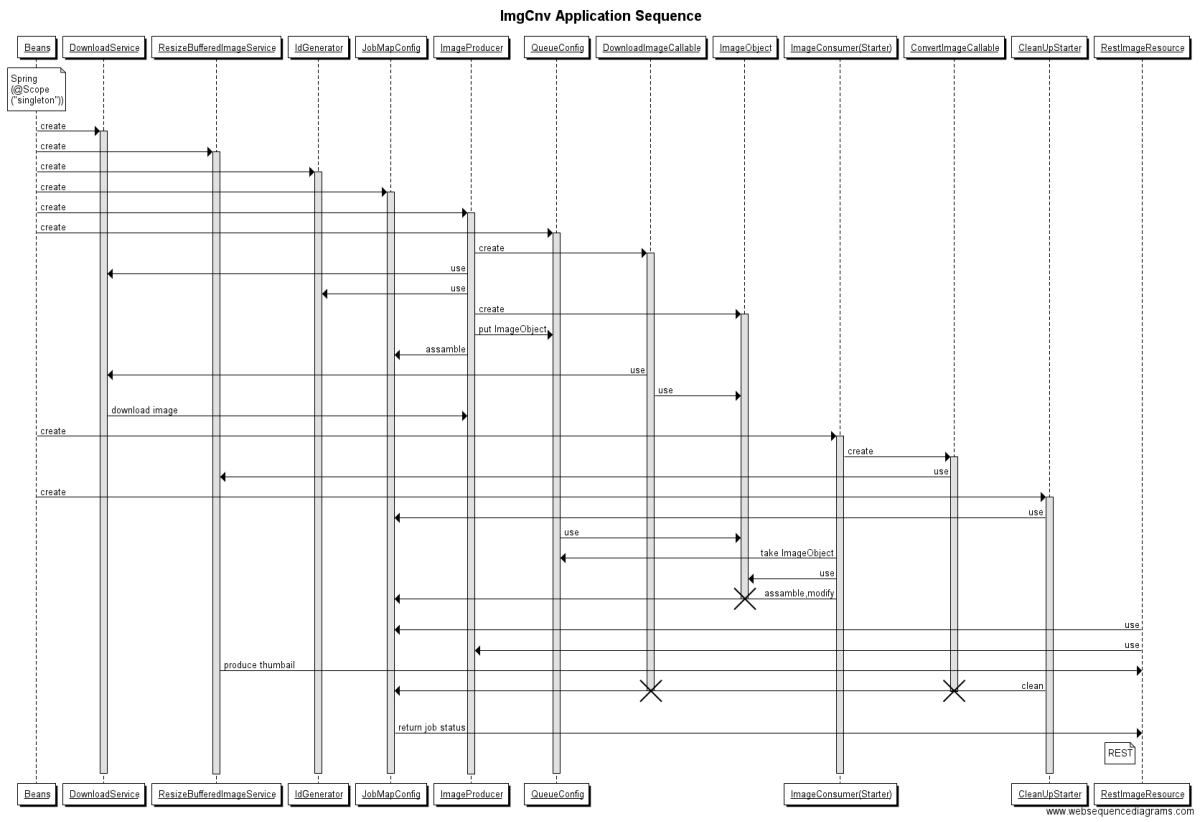 ImgCnv Application Sequence
Beans
DownloadService
ResizeBufferedImageService
IdGenerator
JobMapConfig
ImageProducer
QueueConfig
DownloadImageCallable
ImageObject
ImageConsumer(Starter)
ConvertImageCallable
CleanUpStarter
RestImageResource
Spring
(@Scope
("singleton"))
create
create
create
create
create
create
create
use
use
create
put ImageObject
assamble
use
use
download image
create
create
use
create
use
use
take ImageObject
use
assamble,modify
use
use
produce thumbail
clean
return job status
REST
Beans
DownloadService
ResizeBufferedImageService
IdGenerator
JobMapConfig
ImageProducer
QueueConfig
ImageConsumer(Starter)
CleanUpStarter
RestImageResource
www.websequencediagrams.com